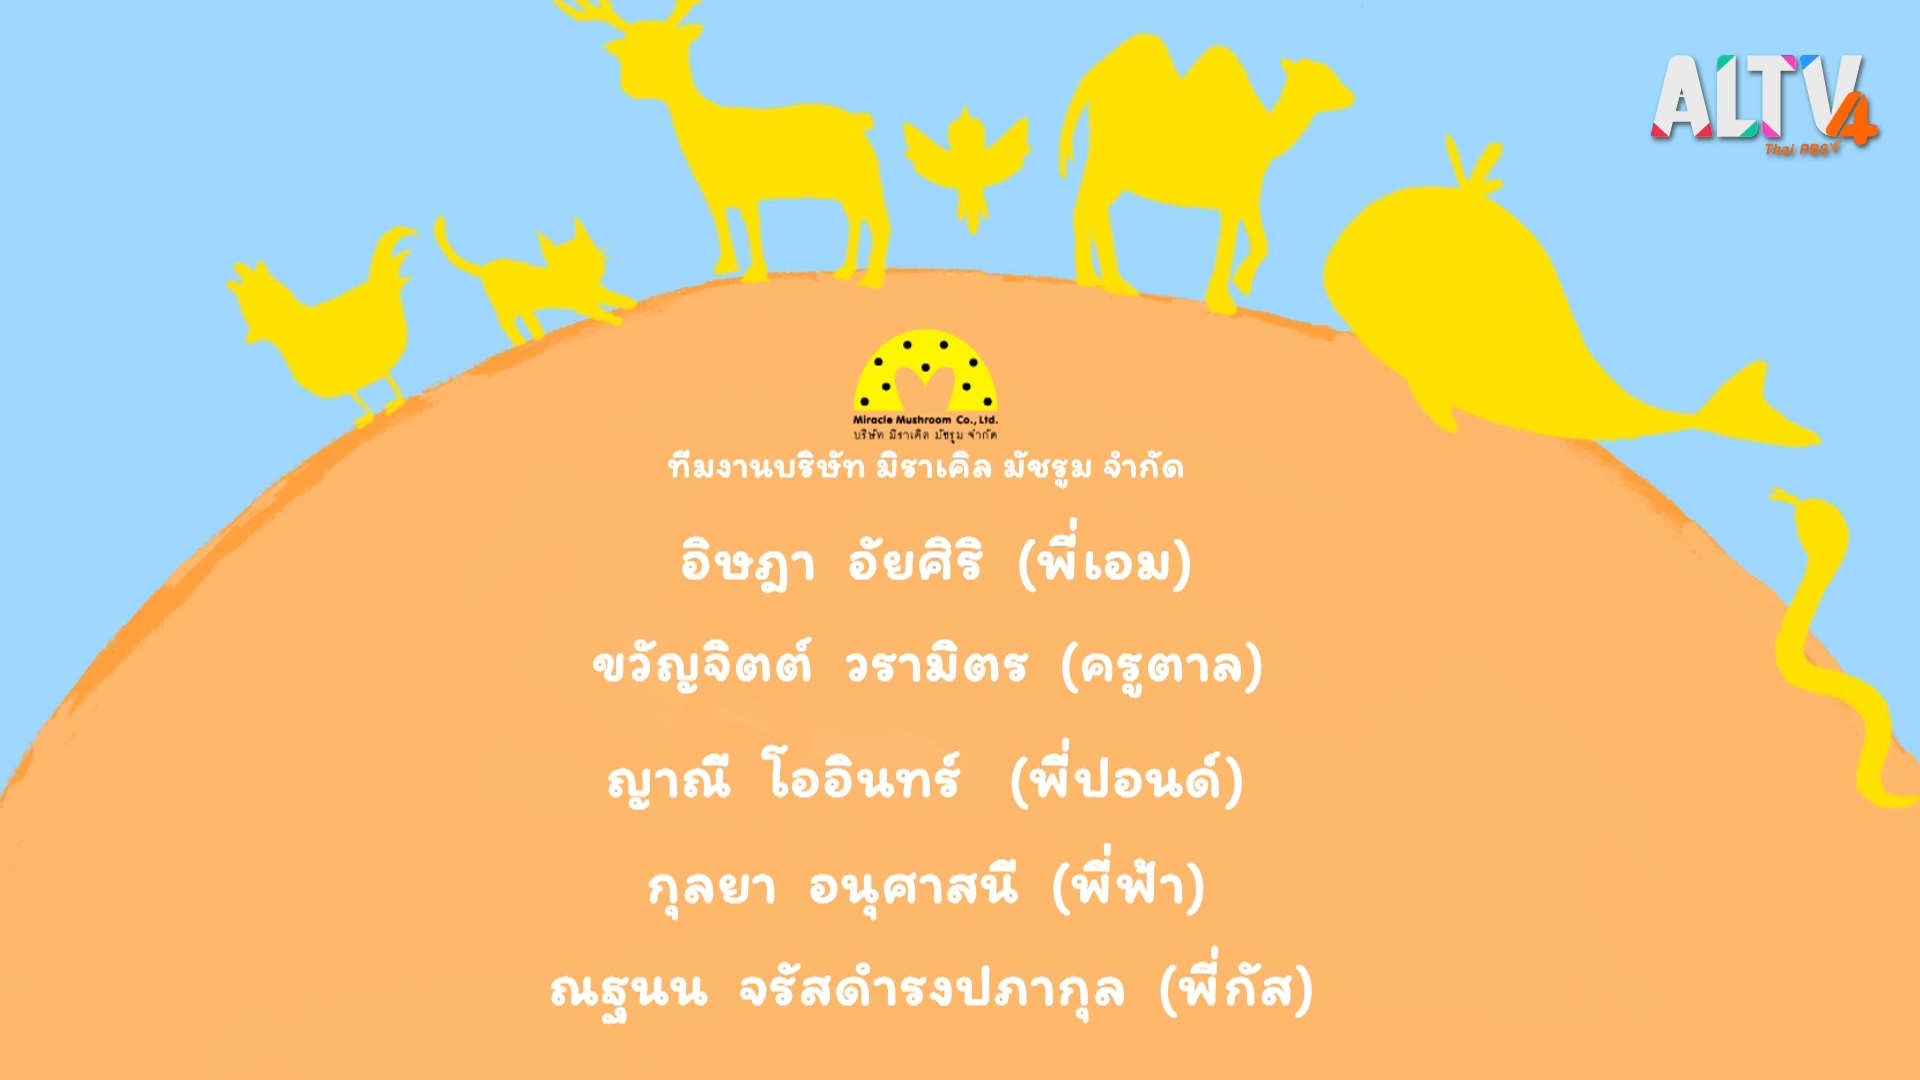 ALTV4
Thai PBS
Miracle Mushroom Co., Ltd.
บริษัท มิราเคิล มัชรูม จำกัด
ทีมงานบริษัท มิราเคิล มัชรูม จำกัด
อิษฎา อัยศิริ (พี่เอม)
ขวัญจิตต์ วรามิตร (ครูตาล)
ญาณี โออินทร์ (พี่ปอนด์)
กุลยา อนุศาสนี (พี่ฟ้า)
ณฐนน จรัสดำรงปภากุล (พี่กัส)